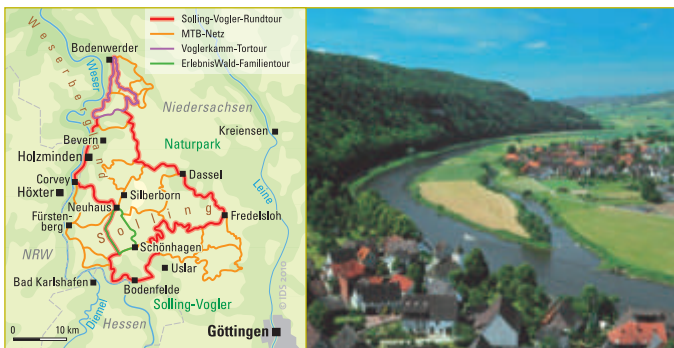 Solling-Vogler-Rundtour
MTB-Netz
Voglerkamm-Tortour
ErlebnisWald-Familientour
Bodenwerder
Weserbergland
Weser
Niedersachsen
Kreiensen
Bevern
Naturpark
Holzminden
Dassel
Corvey
Silberborn
Höxter
Neuhaus
Leine
Fürsten-
berg
Fredelsloh
Solling
Schönhagen
NRW
Uslar
Bad Karlshafen
Bodenfelde
Solling-Vogler
Diemel
Hessen
© IDS 2010
0 10 km
Göttingen